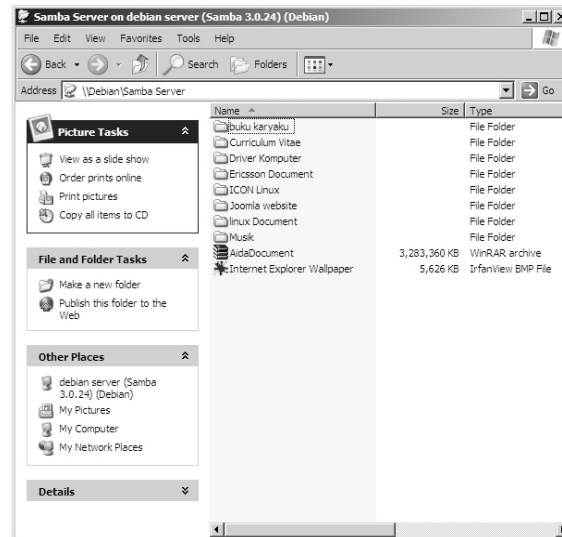 Samba Server on debian server (Samba 3.0.24) (Debian)
File Edit View Favorites Tools Help
Back Search Folders
Address \\Debian\Samba Server Go
Picture Tasks
View as a slide show
Order prints online
Print pictures
Copy all items to CD
File and Folder Tasks
Make a new folder
Publish this folder to the
Web
Other Places
debian server (Samba
3.0.24) (Debian)
My Pictures
My Computer
My Network Places
Details
Name Size Type
buku karyaku File Folder
Curriculum Vitae File Folder
Driver Komputer File Folder
Ericsson Document File Folder
ICON Linux File Folder
Joomla website File Folder
linux Document File Folder
Musik File Folder
AidaDocument 3,283,360 KB WinRAR archive
Internet Explorer Wallpaper 5,626 KB IrfanView BMP File